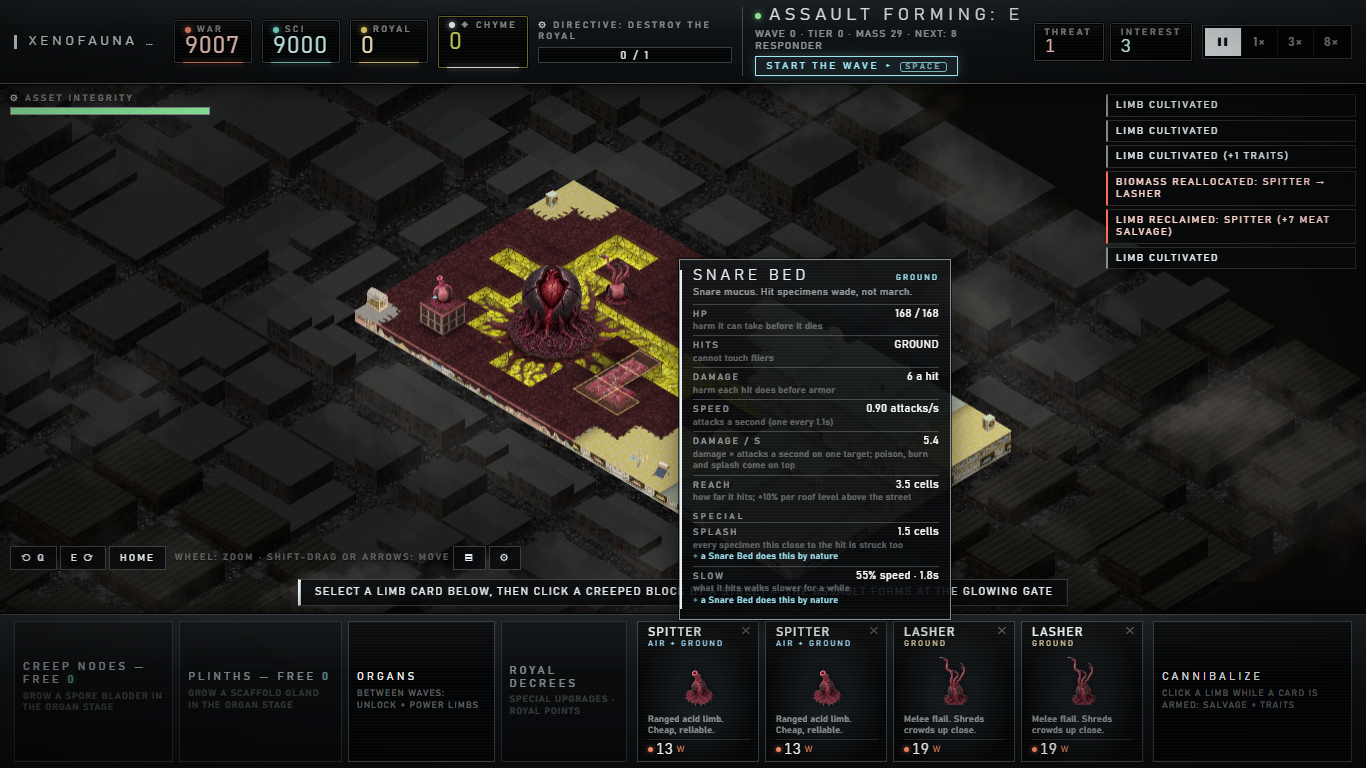 XENOFAUNA …
WAR
9007
SCI
9000
ROYAL
0
CHYME
0
DIRECTIVE: DESTROY THE
ROYAL
0 / 1
ASSAULT FORMING: E
WAVE 0 · TIER 0 · MASS 29 · NEXT: 8
RESPONDER
START THE WAVE ▸ SPACE
THREAT
1
INTEREST
3
1×
3×
8×
ASSET INTEGRITY
LIMB CULTIVATED
LIMB CULTIVATED
LIMB CULTIVATED (+1 TRAITS)
BIOMASS REALLOCATED: SPITTER →
LASHER
LIMB RECLAIMED: SPITTER (+7 MEAT
SALVAGE)
LIMB CULTIVATED
SNARE BED
GROUND
Snare mucus. Hit specimens wade, not march.
HP
168 / 168
harm it can take before it dies
HITS
GROUND
cannot touch fliers
DAMAGE
6 a hit
harm each hit does before armor
SPEED
0.90 attacks/s
attacks a second (one every 1.1s)
DAMAGE / S
5.4
damage × attacks a second on one target; poison, burn
and splash come on top
REACH
3.5 cells
how far it hits; +10% per roof level above the street
SPECIAL
SPLASH
1.5 cells
every specimen this close to the hit is struck too
+ a Snare Bed does this by nature
SLOW
55% speed · 1.8s
what it hits walks slower for a while
+ a Snare Bed does this by nature
Q
E
HOME
WHEEL: ZOOM · SHIFT-DRAG OR ARROWS: MOVE
SELECT A LIMB CARD BELOW, THEN CLICK A CREEPED BLOC
GLOWING GATE
CREEP NODES —
FREE 0
GROW A SPORE BLADDER IN
THE ORGAN STAGE
PLINTHS — FREE 0
GROW A SCAFFOLD GLAND
IN THE ORGAN STAGE
ORGANS
BETWEEN WAVES:
UNLOCK + POWER LIMBS
ROYAL
DECREES
SPECIAL UPGRADES ·
ROYAL POINTS
SPITTER
AIR + GROUND
Ranged acid limb.
Cheap, reliable.
13 W
SPITTER
AIR + GROUND
Ranged acid limb.
Cheap, reliable.
13 W
LASHER
GROUND
Melee flail. Shreds
crowds up close.
19 W
LASHER
GROUND
Melee flail. Shreds
crowds up close.
19 W
CANNIBALIZE
CLICK A LIMB WHILE A CARD IS
ARMED: SALVAGE + TRAITS